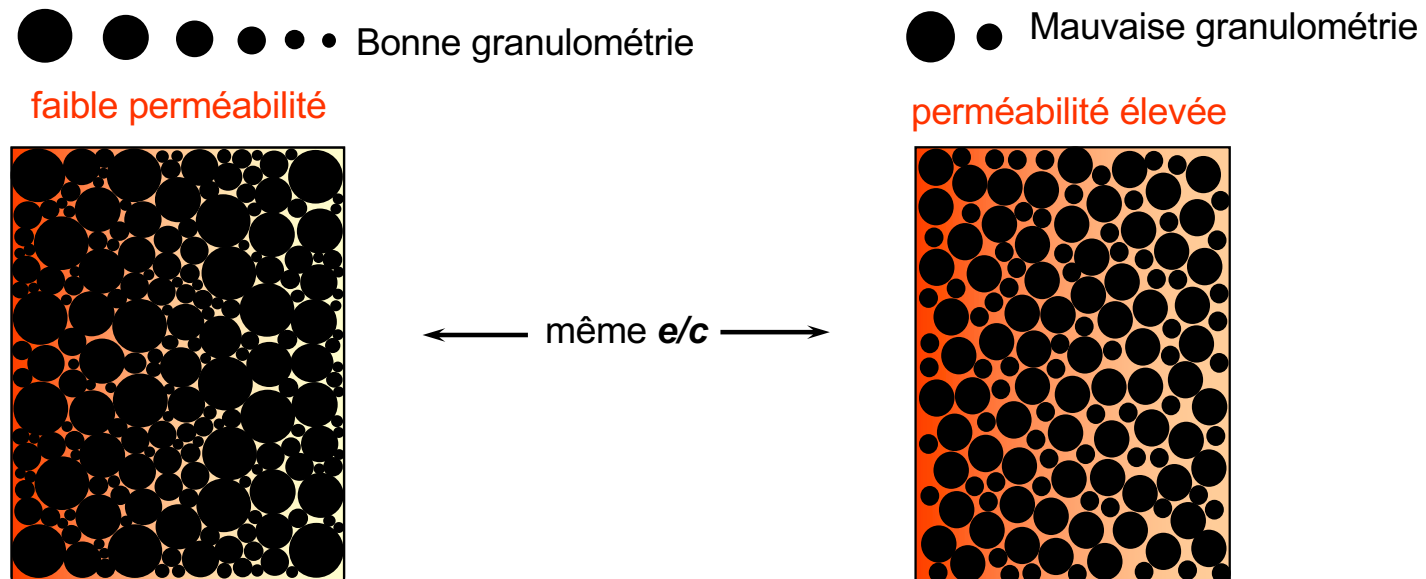 Bonne granulométrie
Mauvaise granulométrie
faible perméabilité
perméabilité élevée
même e/c